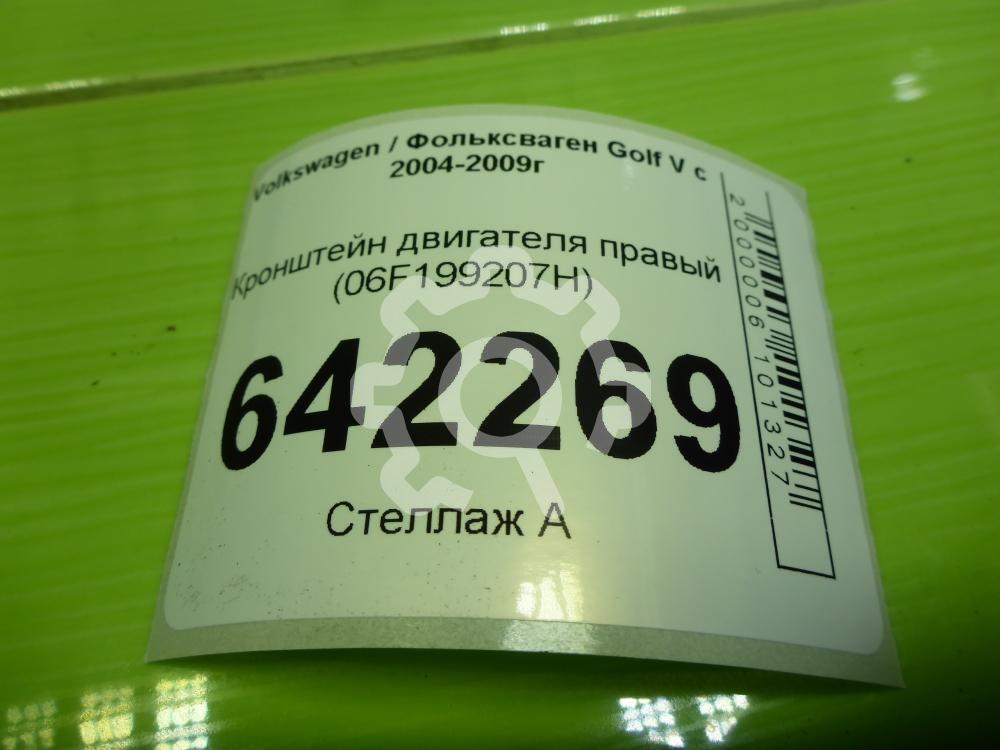 Volkswagen / Фольксваген Golf V с
2004-2009г
Кронштейн двигателя правый
(06F199207H)
642269
Стеллаж А
2000006101327